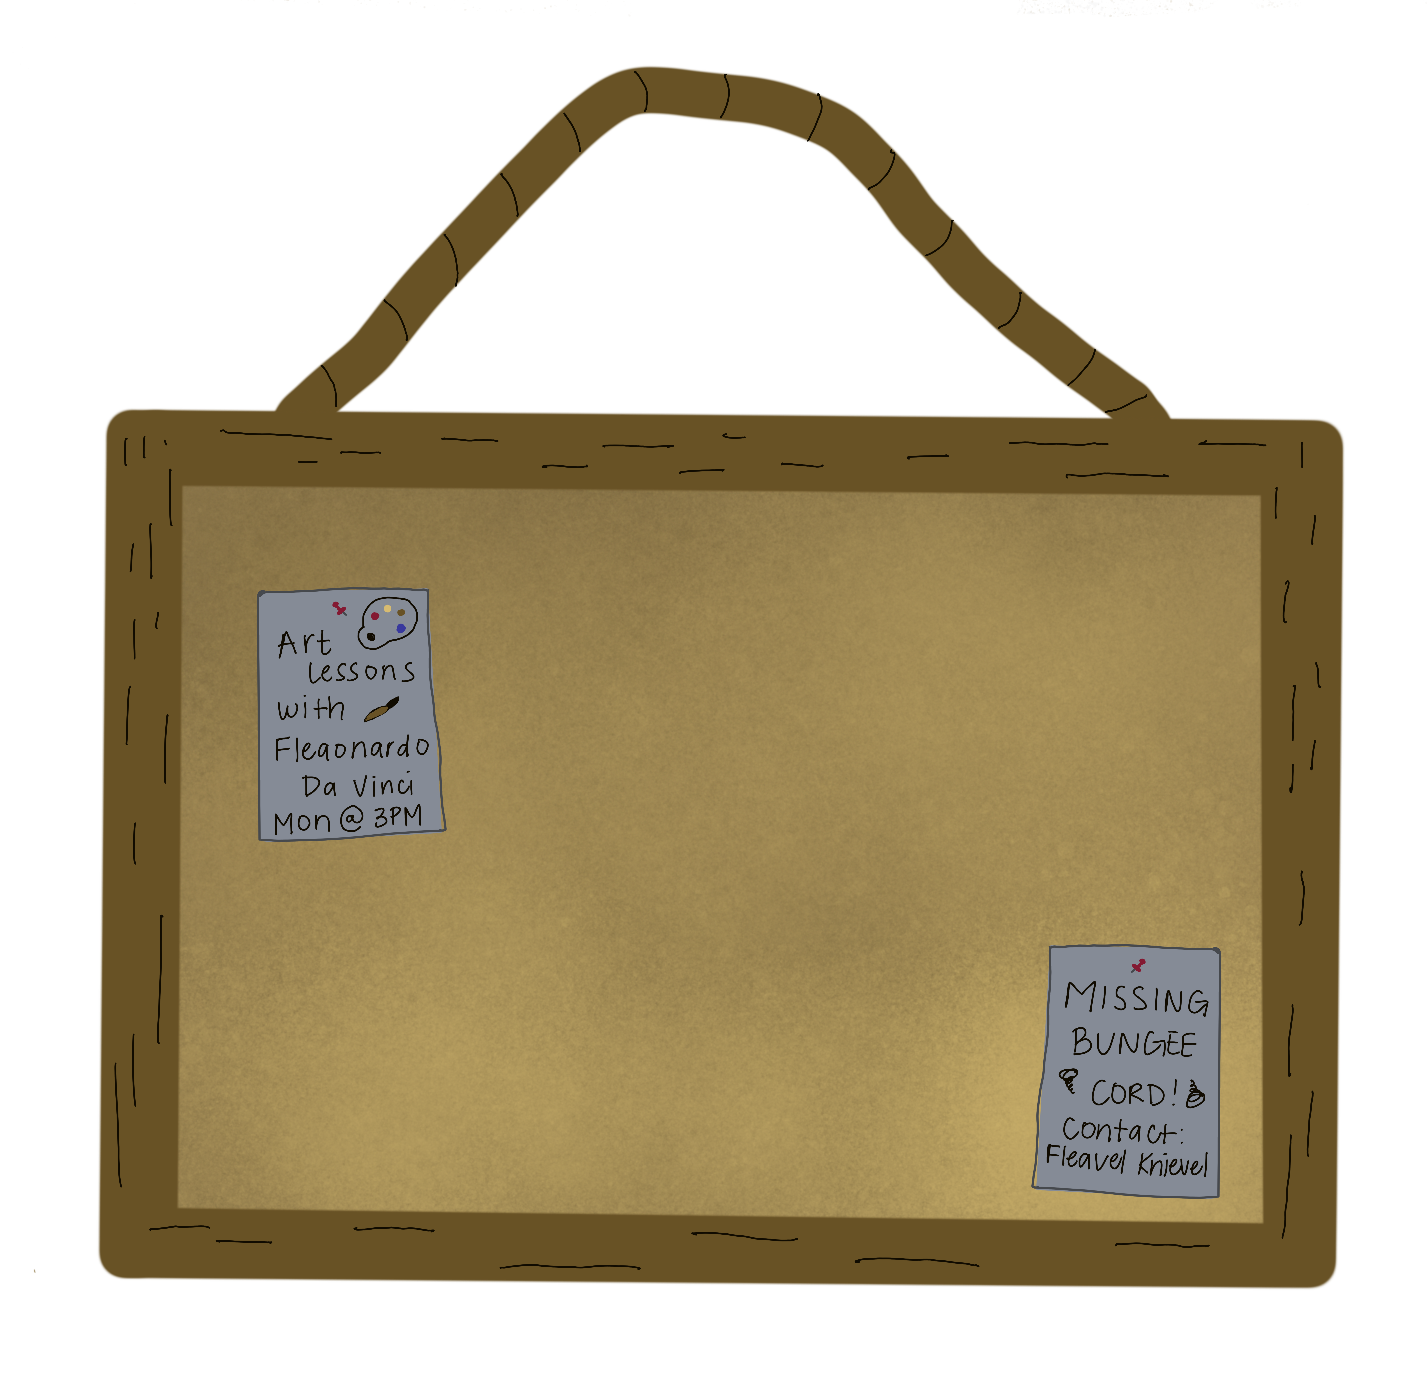 Art
Lessons
with
Fleaonardo
Da Vinci
Mon @ 3PM
MISSING
BUNGEE
CORD!
Contact:
Fleavel Knievel